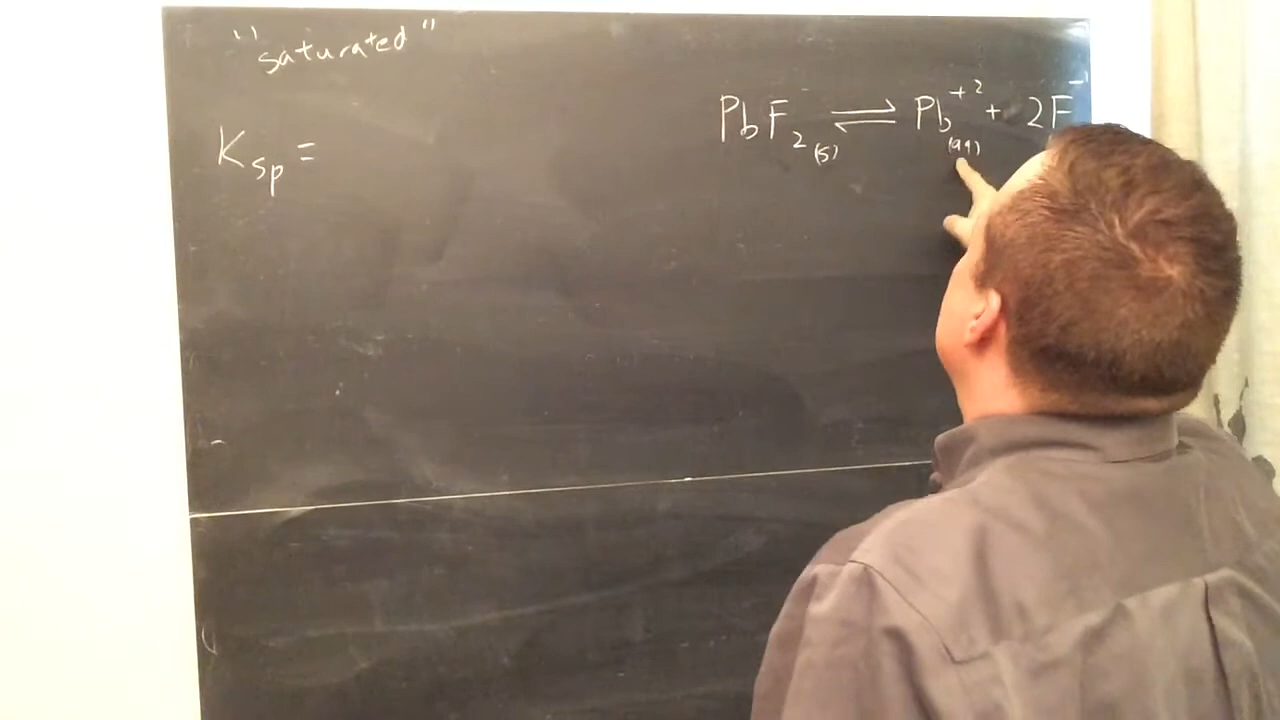 "saturated"
PbF₂(s) ⇌ Pb⁺²(aq) + 2F⁻¹
Ksp =